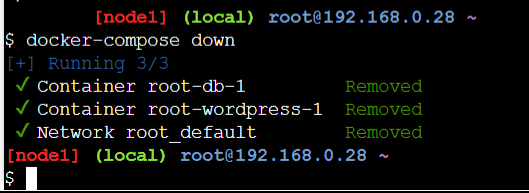 [node1] (local) root@192.168.0.28 ~
$ docker-compose down
[+] Running 3/3
✔ Container root-db-1 Removed
✔ Container root-wordpress-1 Removed
✔ Network root_default Removed
[node1] (local) root@192.168.0.28 ~
$